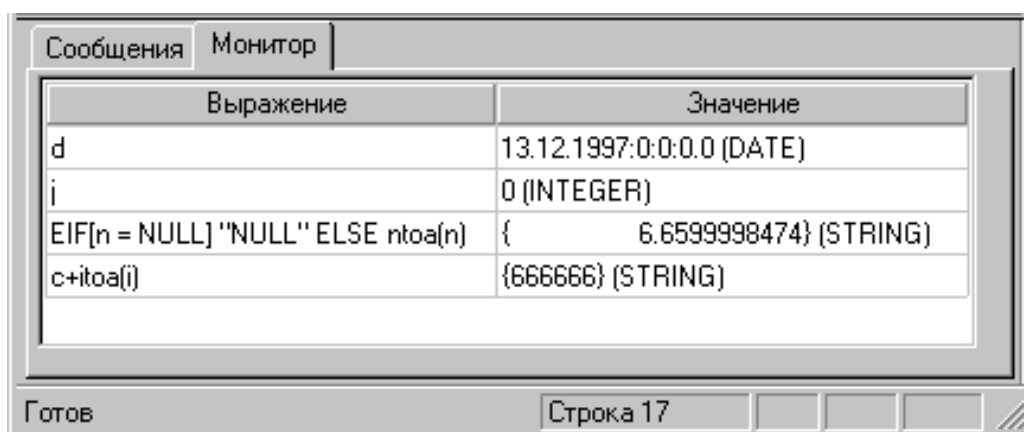 Сообщения Монитор
Выражение Значение
d 13.12.1997:0:0:0.0 (DATE)
j 0 (INTEGER)
EIF[n = NULL] "NULL" ELSE ntoa(n) { 6.6599998474} (STRING)
c+itoa(i) {666666} (STRING)
Готов Строка 17